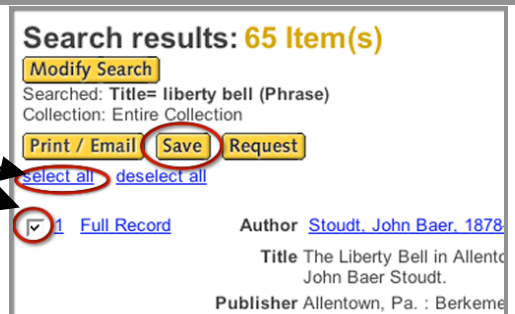 Search results: 65 Item(s)
Modify Search
Searched: Title= liberty bell (Phrase)
Collection: Entire Collection
Print / Email Save Request
select all deselect all
1 Full Record Author Stoudt, John Baer, 1878-
Title The Liberty Bell in Allento
John Baer Stoudt.
Publisher Allentown, Pa. : Berkeme